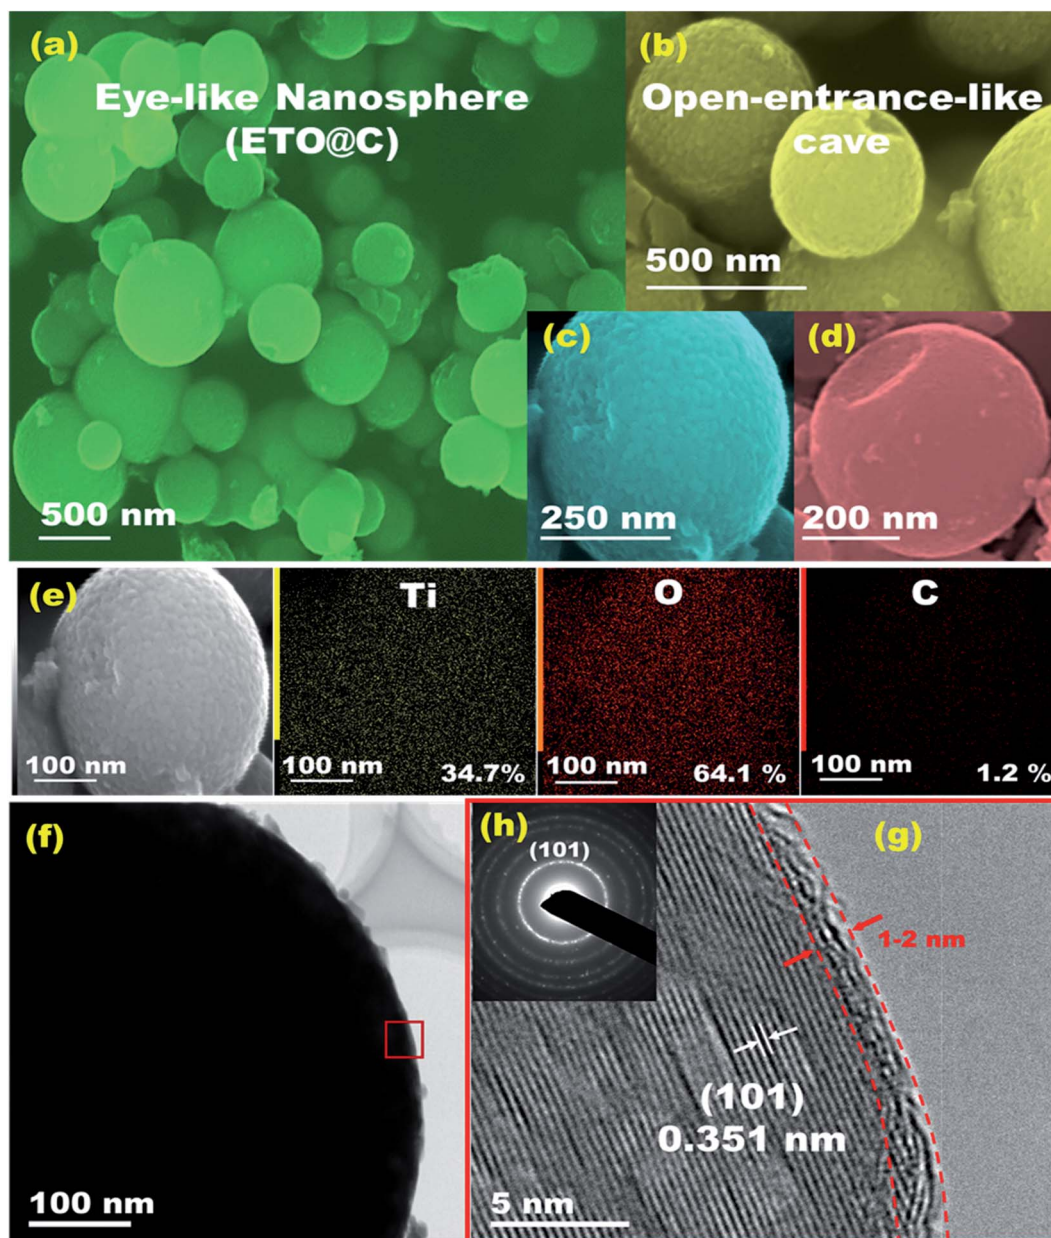 (a)
Eye-like Nanosphere
(ETO@C)
500 nm
(b)
Open-entrance-like
cave
500 nm
(c)
250 nm
(d)
200 nm
(e)
100 nm
Ti
100 nm
34.7%
O
100 nm
64.1 %
C
100 nm
1.2 %
(f)
100 nm
(h)
(101)
(g)
1-2 nm
(101)
0.351 nm
5 nm